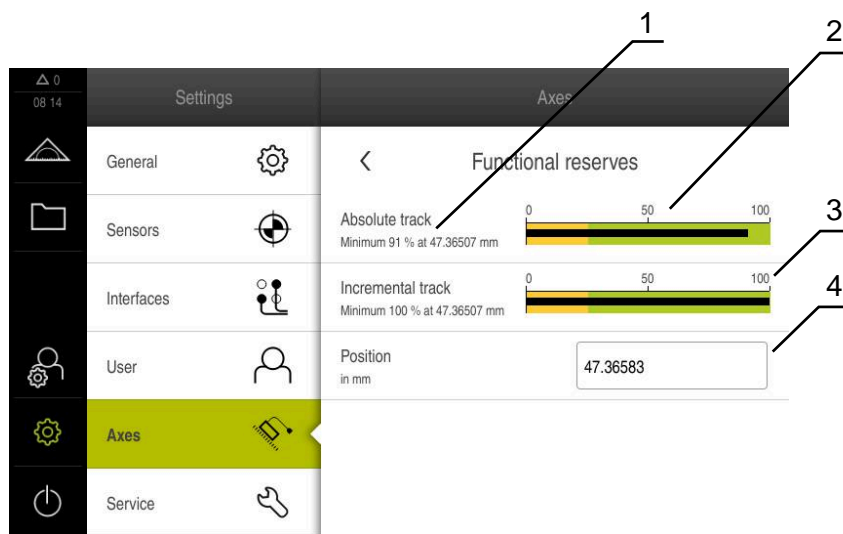 1
2
0
08 14
Settings
Axes
General
Functional reserves
Sensors
Absolute track
Minimum 91 % at 47.36507 mm
0 50 100
3
Interfaces
Incremental track
Minimum 100 % at 47.36507 mm
0 50 100
4
User
Position
in mm
47.36583
Axes
Service